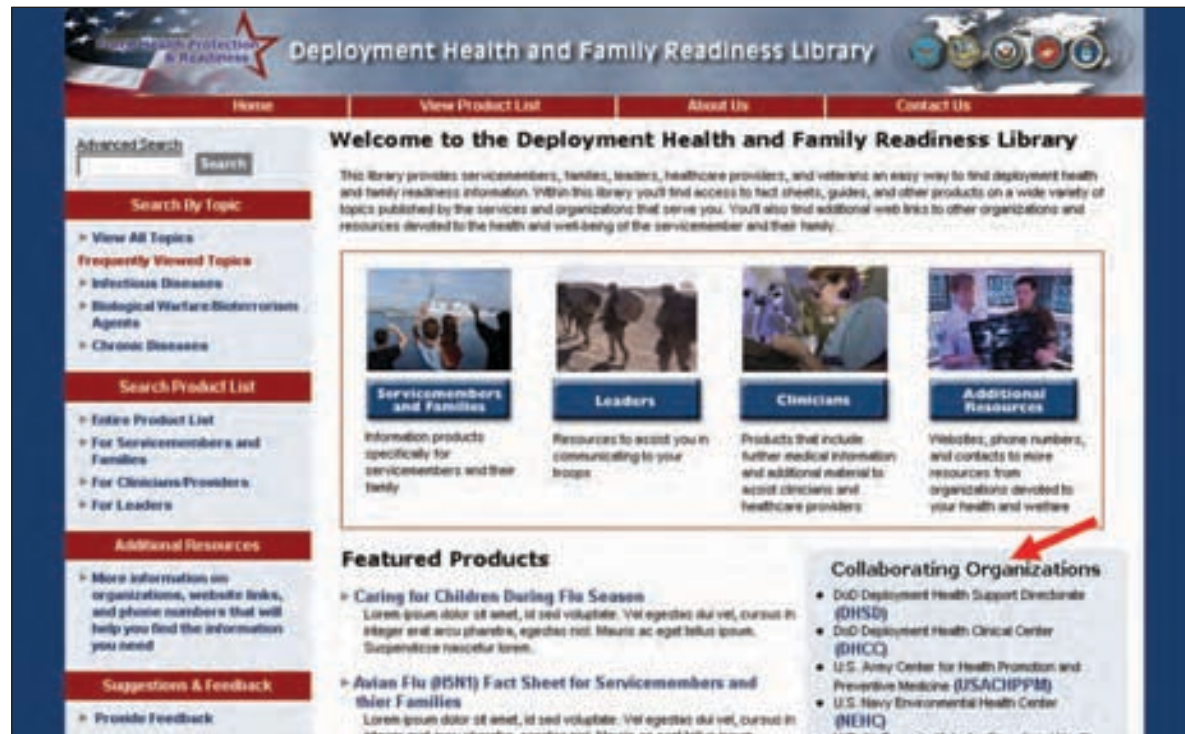 Force Health Protection
& Readiness
Deployment Health and Family Readiness Library
Home
View Product List
About Us
Contact Us
Advanced Search
Search
Search By Topic
View All Topics
Frequently Viewed Topics
Infectious Diseases
Biological Warfare/Bioterrorism
Agents
Chronic Diseases
Search Product List
Entire Product List
For Servicemembers and
Families
For Clinicians/Providers
For Leaders
Additional Resources
More information on
organizations, website links,
and phone numbers that will
help you find the information
you need
Suggestions & Feedback
Provide Feedback
Welcome to the Deployment Health and Family Readiness Library
This library provides servicemembers, families, leaders, healthcare providers, and veterans an easy way to find deployment health
and family readiness information. Within this library you'll find access to fact sheets, guides, and other products on a wide variety of
topics published by the services and organizations that serve you. You'll also find additional web links to other organizations and
resources devoted to the health and well-being of the servicemember and their family.
Servicemembers
and Families
Information products
specifically for
servicemembers and their
family
Leaders
Resources to assist you in
communicating to your
troops
Clinicians
Products that include
further medical information
and additional material to
assist clinicians and
healthcare providers
Additional
Resources
Websites, phone numbers,
and contacts to more
resources from
organizations devoted to
your health and welfare
Featured Products
Caring for Children During Flu Season
Lorem ipsum dolor sit amet, id sed voluptate. Vel egestas dui vel, cursus in
integer erat arcu pharetra, egestas nisl. Mauris ac eget tellus ipsum.
Suspendisse nascetur lorem.
Avian Flu (H5N1) Fact Sheet for Servicemembers and
thier Families
Lorem ipsum dolor sit amet, id sed voluptate. Vel egestas dui vel, cursus in
Collaborating Organizations
DoD Deployment Health Support Directorate
(DHSD)
DoD Deployment Health Clinical Center
(DHCC)
U.S. Army Center for Health Promotion and
Preventive Medicine (USACHPPM)
U.S. Navy Environmental Health Center
(NEHC)